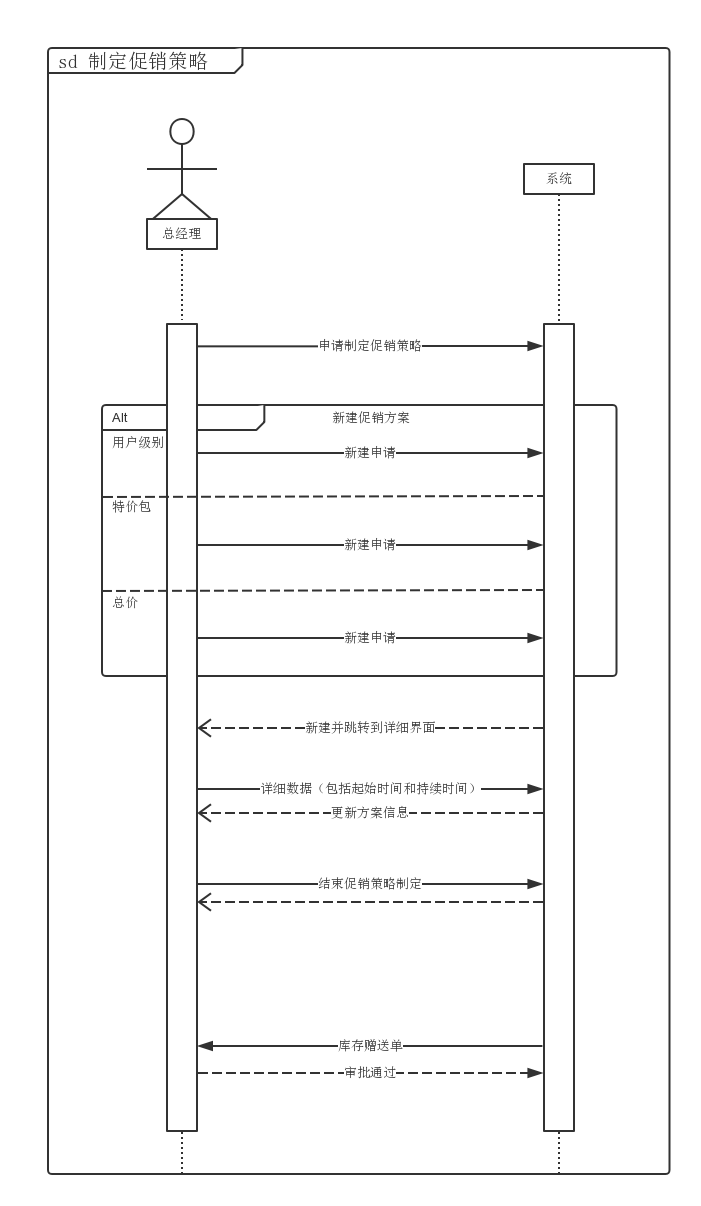 sd 制定促销策略
系统
总经理
申请制定促销策略
Alt
新建促销方案
用户级别
新建申请
特价包
新建申请
总价
新建申请
新建并跳转到详细界面
详细数据（包括起始时间和持续时间）
更新方案信息
结束促销策略制定
库存赠送单
审批通过